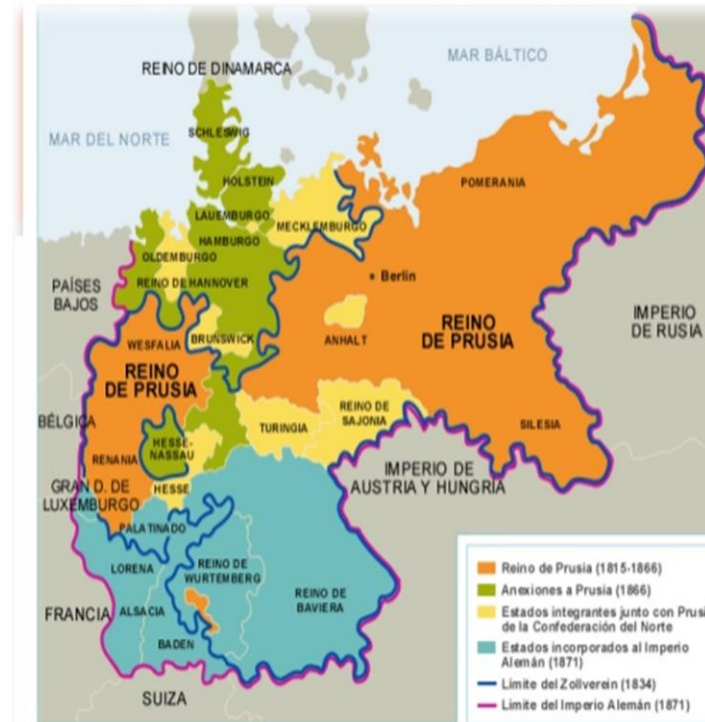 REINO DE DINAMARCA
MAR BÁLTICO
MAR DEL NORTE
SCHLESWIG
HOLSTEIN
POMERANIA
LAUEMBURGO
MECKLEMBURGO
HAMBURGO
OLDEMBURGO
REINO DE HANNOVER
Berlín
PAÍSES
BAJOS
IMPERIO
DE RUSIA
BRUNSWICK
ANHALT
REINO
DE PRUSIA
WESFALIA
REINO
DE PRUSIA
BÉLGICA
TURINGIA
REINO DE
SAJONIA
SILESIA
HESSE-
NASSAU
RENANIA
HESSE
GRAN D. DE
LUXEMBURGO
IMPERIO DE
AUSTRIA Y HUNGRIA
PALATINADO
LORENA
REINO DE
WURTEMBERG
REINO DE
BAVIERA
FRANCIA
ALSACIA
BADEN
SUIZA
Reino de Prusia (1815-1866)
Anexiones a Prusia (1866)
Estados integrantes junto con Prusi
de la Confederación del Norte
Estados incorporados al Imperio
Alemán (1871)
Límite del Zollverein (1834)
Límite del Imperio Alemán (1871)